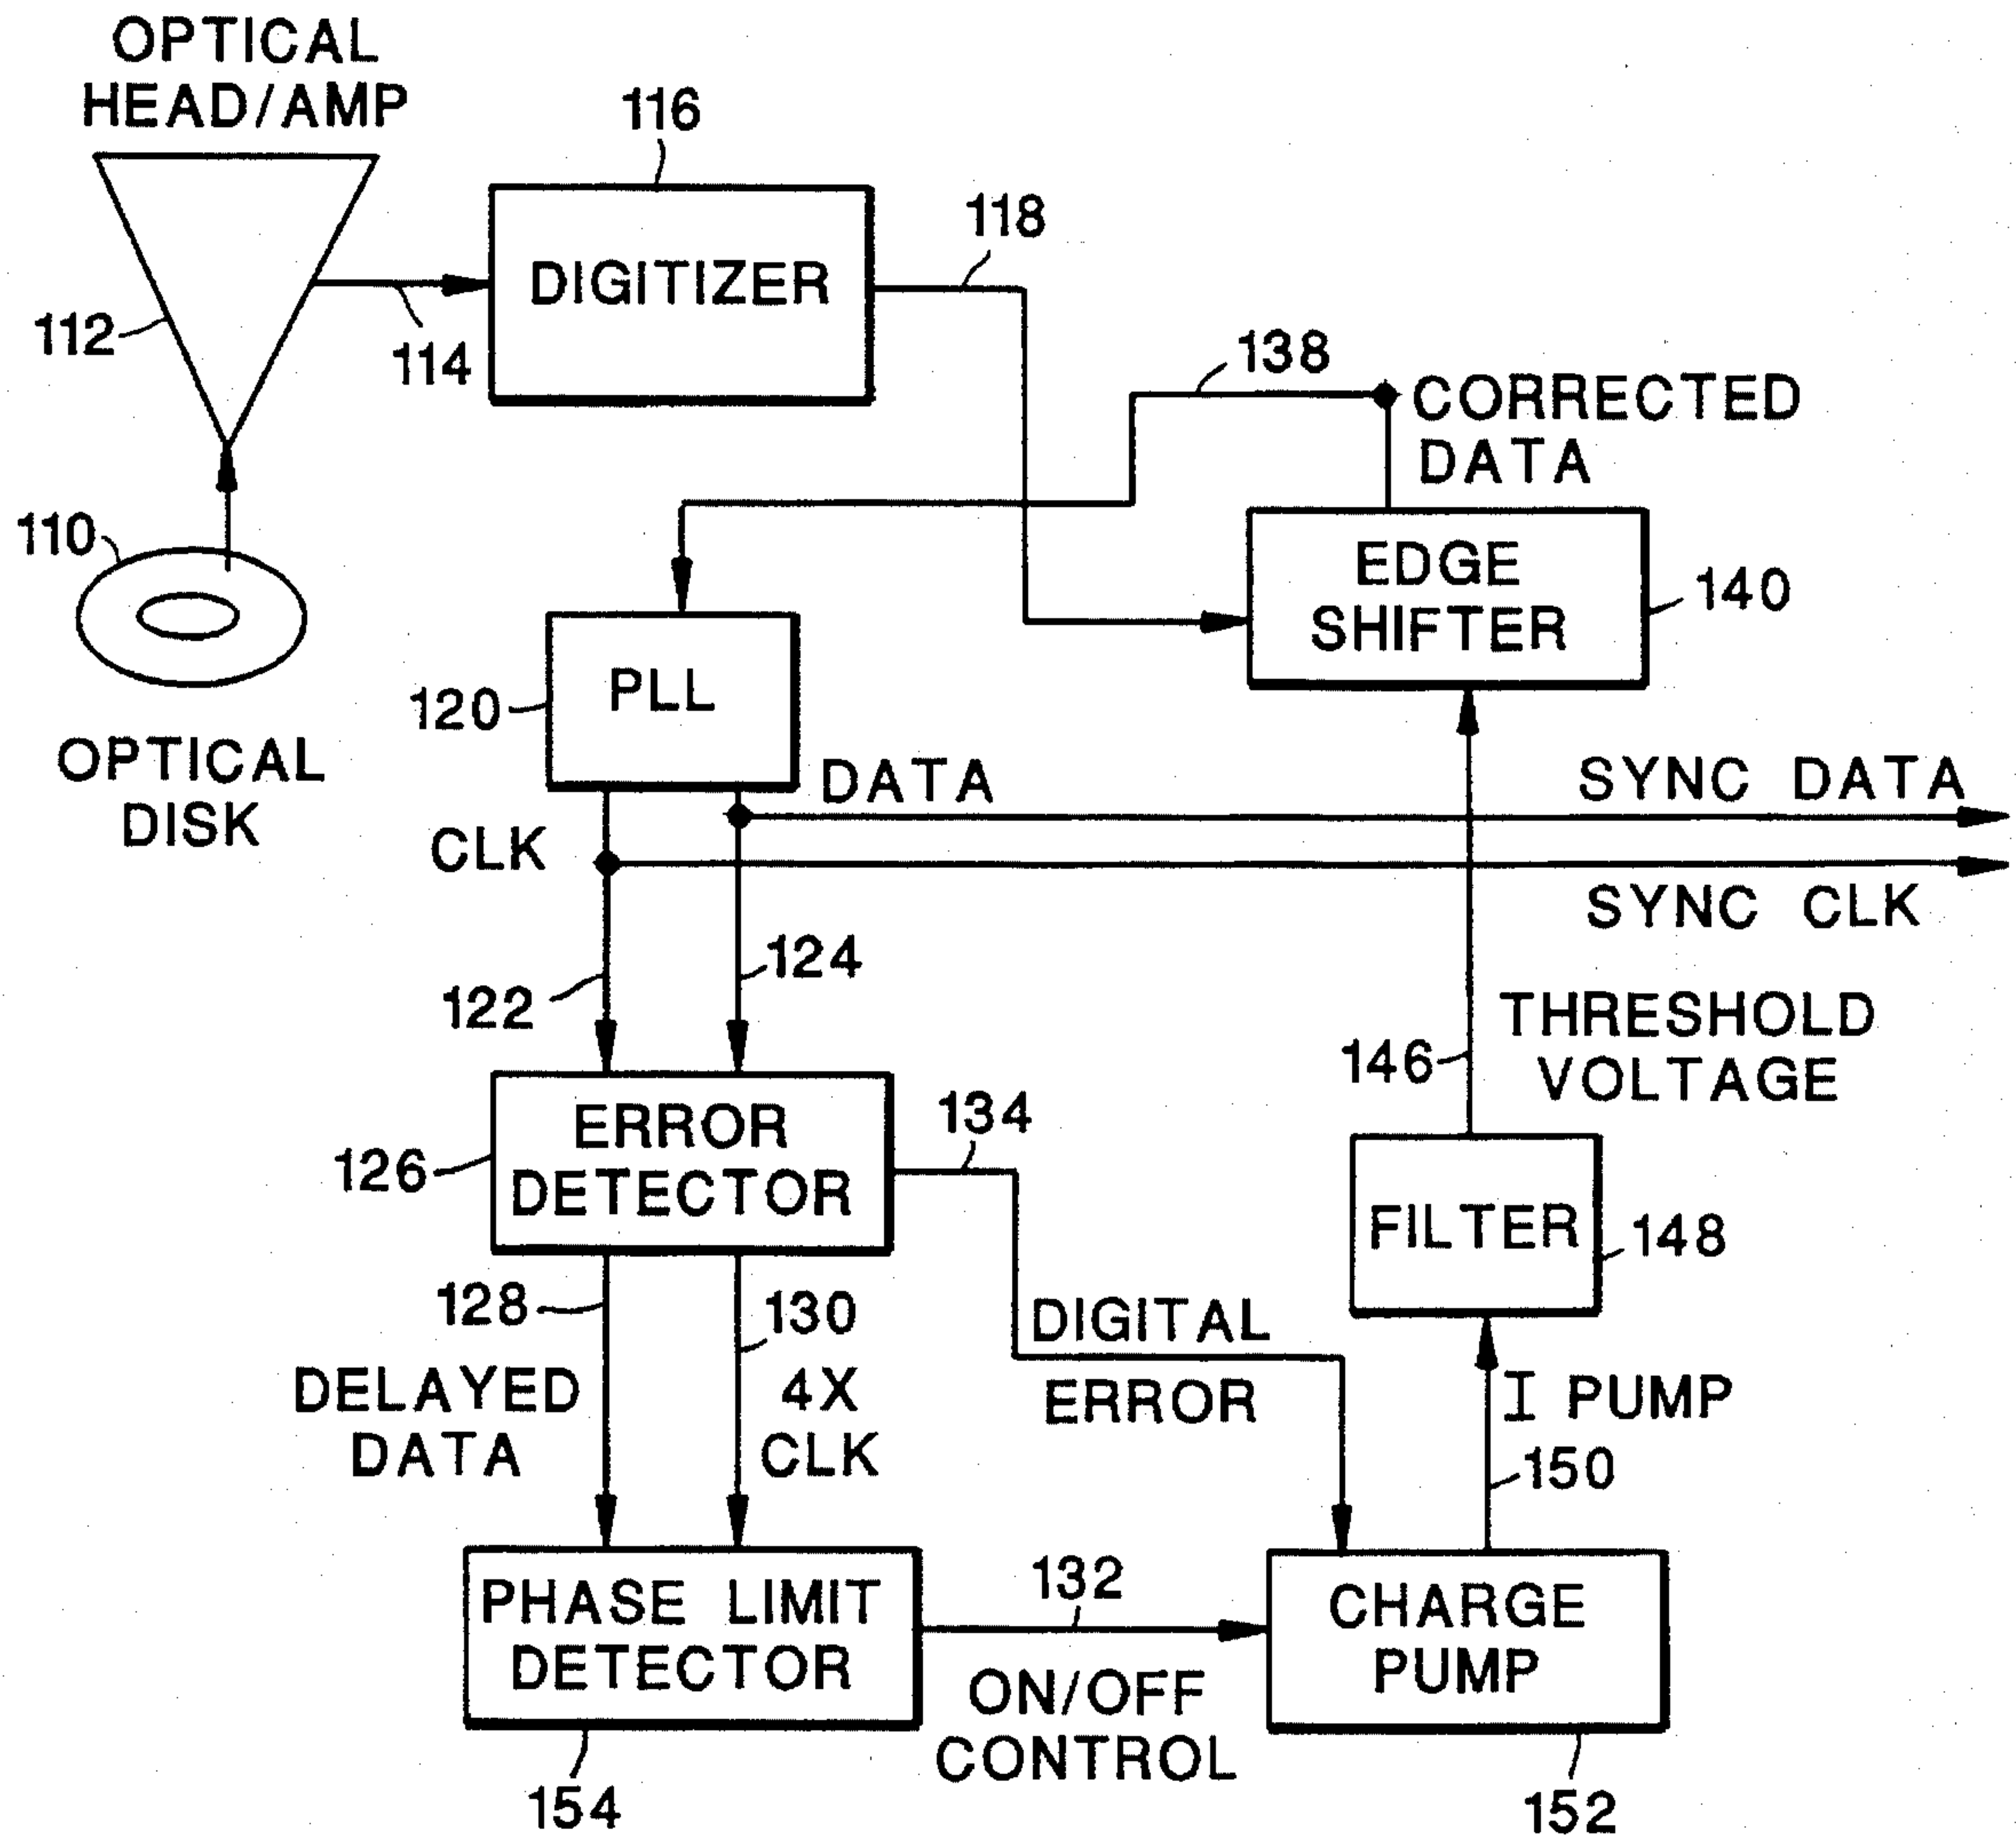 OPTICAL
HEAD/AMP
116
118
DIGITIZER
112
114
138
CORRECTED
DATA
110
EDGE
SHIFTER
140
PLL
120
OPTICAL
DISK
DATA
SYNC DATA
CLK
SYNC CLK
124
122
THRESHOLD
VOLTAGE
146
134
ERROR
DETECTOR
126
FILTER
148
128
130
DIGITAL
ERROR
DELAYED
DATA
4X
CLK
I PUMP
150
132
PHASE LIMIT
DETECTOR
CHARGE
PUMP
ON/OFF
CONTROL
154
152